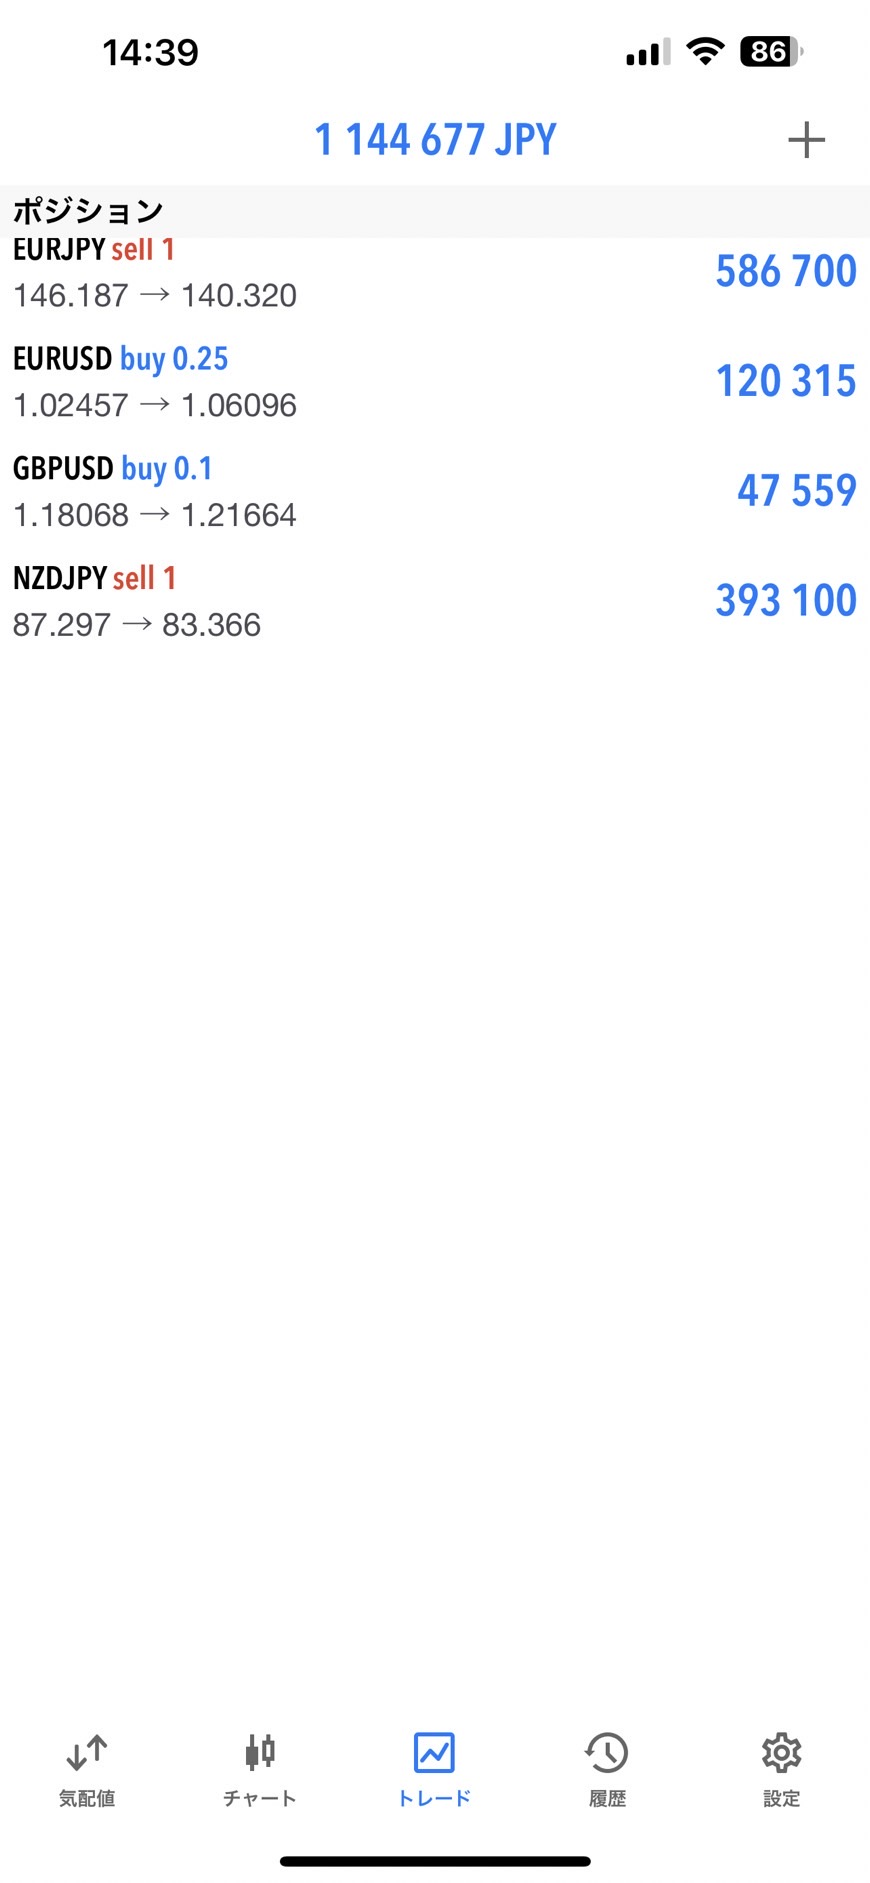 14:39
86
1 144 677 JPY
ポジション
EURJPY sell 1
586 700
146.187 → 140.320
EURUSD buy 0.25
120 315
1.02457 → 1.06096
GBPUSD buy 0.1
47 559
1.18068 → 1.21664
NZDJPY sell 1
393 100
87.297 → 83.366
気配値 チャート トレード 履歴 設定